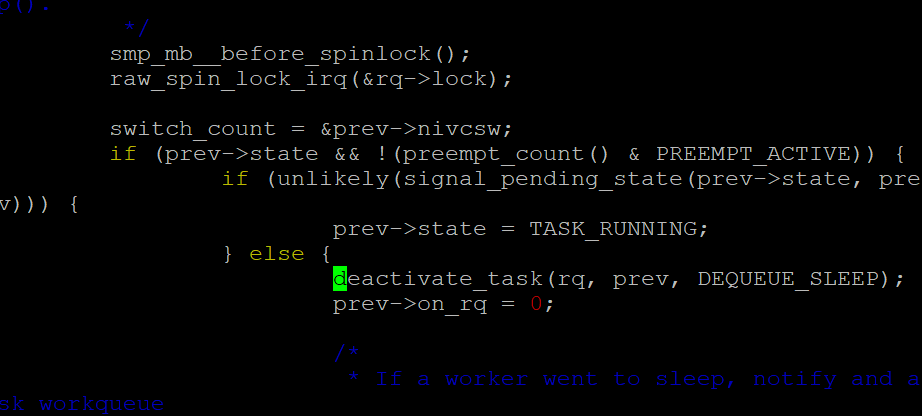 p().
*/
smp_mb__before_spinlock();
raw_spin_lock_irq(&rq->lock);
switch_count = &prev->nivcsw;
if (prev->state && !(preempt_count() & PREEMPT_ACTIVE)) {
if (unlikely(signal_pending_state(prev->state, pre
v))) {
prev->state = TASK_RUNNING;
} else {
deactivate_task(rq, prev, DEQUEUE_SLEEP);
prev->on_rq = 0;
/*
* If a worker went to sleep, notify and a
sk workqueue